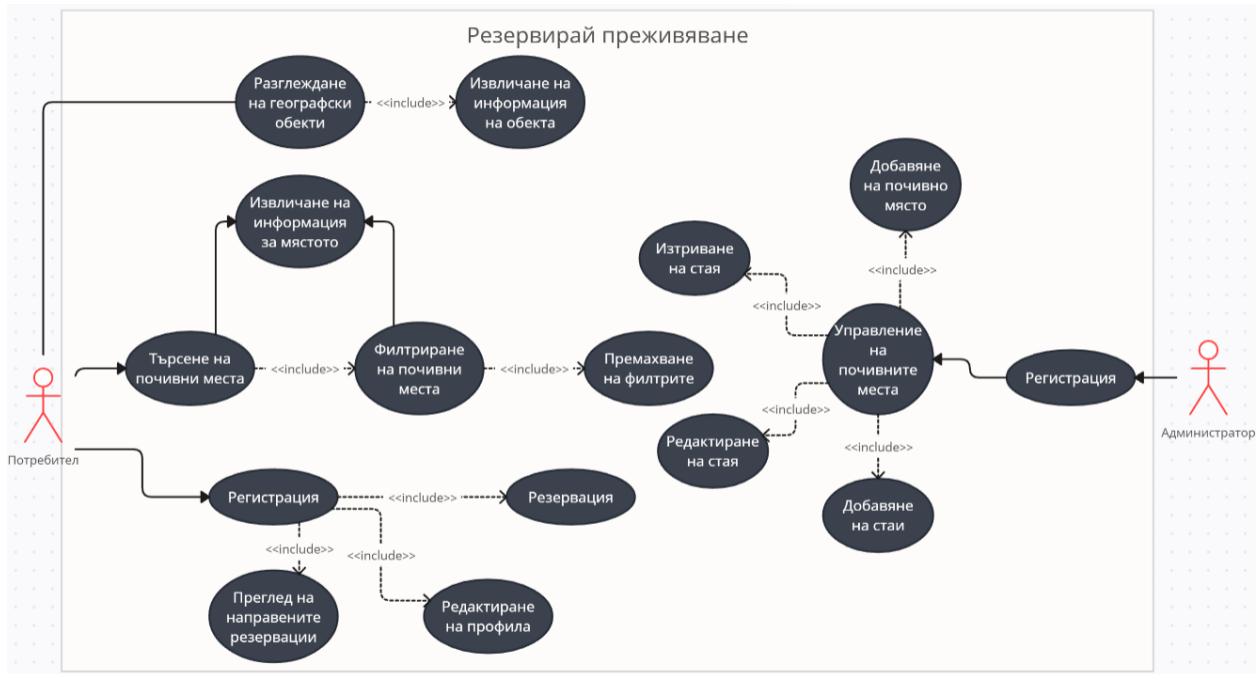 Резервирай преживяване
Разглеждане
на географски
обекти
<<include>>
Извличане на
информация
на обекта
Извличане на
информация
за мястото
Търсене на
почивни места
<<include>>
Филтриране
на почивни
места
<<include>>
Премахване
на филтрите
Потребител
Регистрация
<<include>>
Резервация
<<include>>
<<include>>
Преглед на
направените
резервации
Редактиране
на профила
Добавяне
на почивно
място
<<include>>
Изтриване
на стая
<<include>>
Управление
на
почивните
места
<<include>>
Редактиране
на стая
<<include>>
Добавяне
на стаи
Регистрация
Администратор